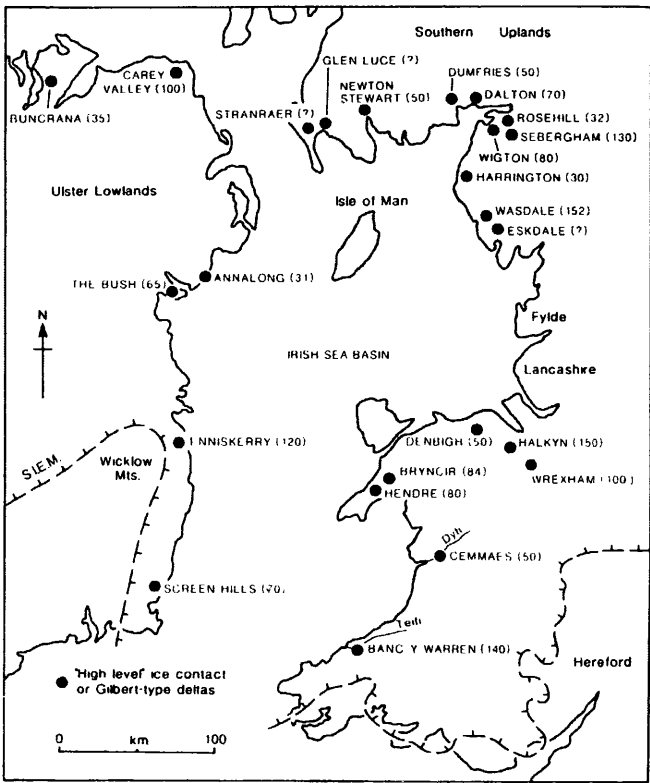 Southern Uplands
GLEN LUCE (?)
DUMFRIES (50)
CAREY
VALLEY (100)
NEWTON
STEWART (50)
DALTON (70)
BUNCRANA (35)
STRANRAER (?)
ROSEHILL (32)
SEBERGHAM (130)
WIGTON (80)
HARRINGTON (30)
Ulster Lowlands
Isle of Man
WASDALE (152)
ESKDALE (?)
THE BUSH (65)
ANNALONG (31)
N
Fylde
IRISH SEA BASIN
Lancashire
DENBIGH (50)
HALKYN (150)
ENNISKERRY (120)
S.I.E.M.
Wicklow
Mts.
BRYNCIR (84)
WREXHAM (100)
HENDRE (80)
Dyfi
CEMMAES (50)
SCREEN HILLS (70)
Teifi
BANC Y WARREN (140)
Hereford
"High level" ice contact
or Gilbert-type deltas
0 km 100